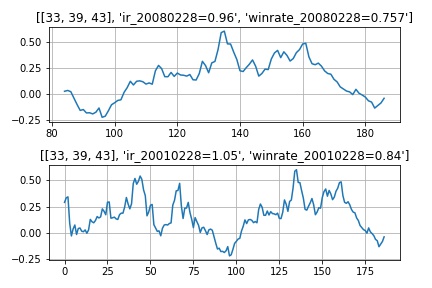 [[33, 39, 43], 'ir_20080228=0.96', 'winrate_20080228=0.757']
0.50
0.25
0.00
−0.25
80 100 120 140 160 180
[[33, 39, 43], 'ir_20010228=1.05', 'winrate_20010228=0.84']
0.50
0.25
0.00
−0.25
0 25 50 75 100 125 150 175